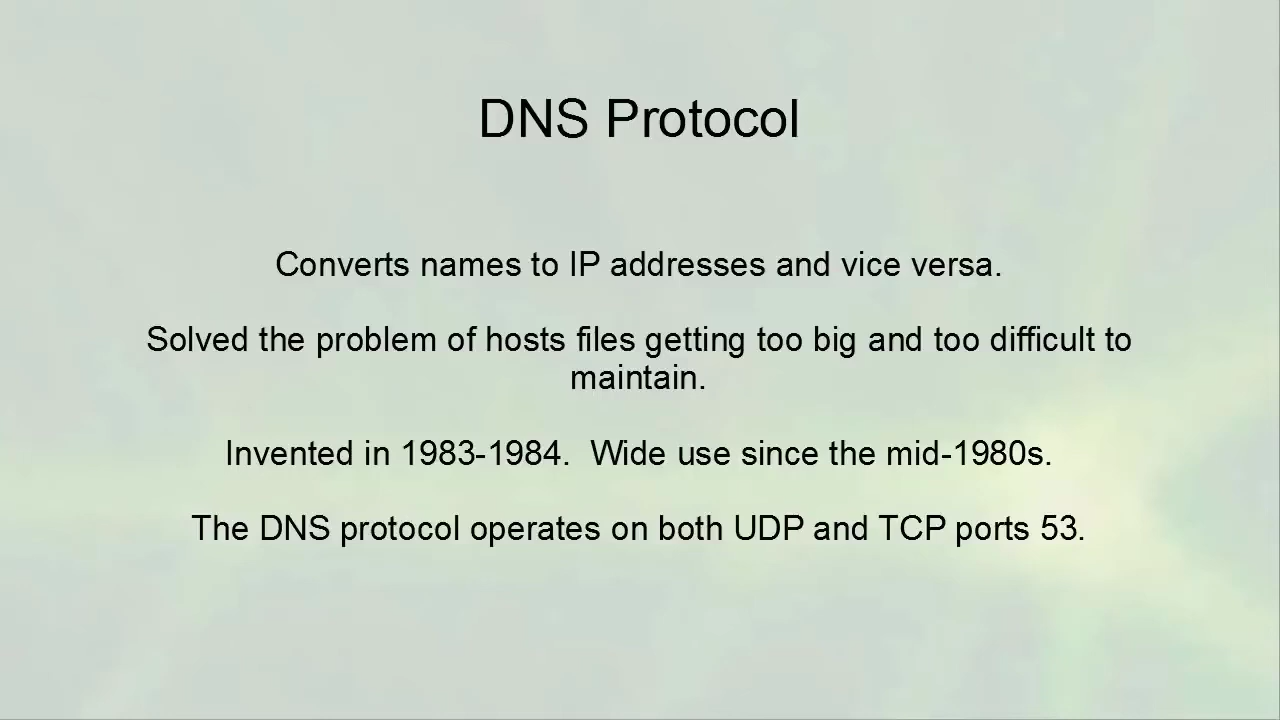 DNS Protocol
Converts names to IP addresses and vice versa.
Solved the problem of hosts files getting too big and too difficult to
maintain.
Invented in 1983-1984.  Wide use since the mid-1980s.
The DNS protocol operates on both UDP and TCP ports 53.